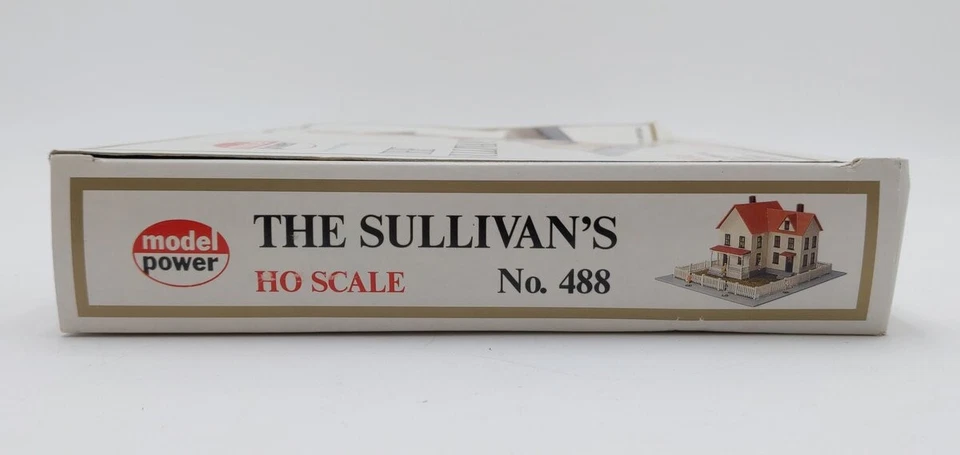 model
power
THE SULLIVAN'S
HO SCALE No. 488